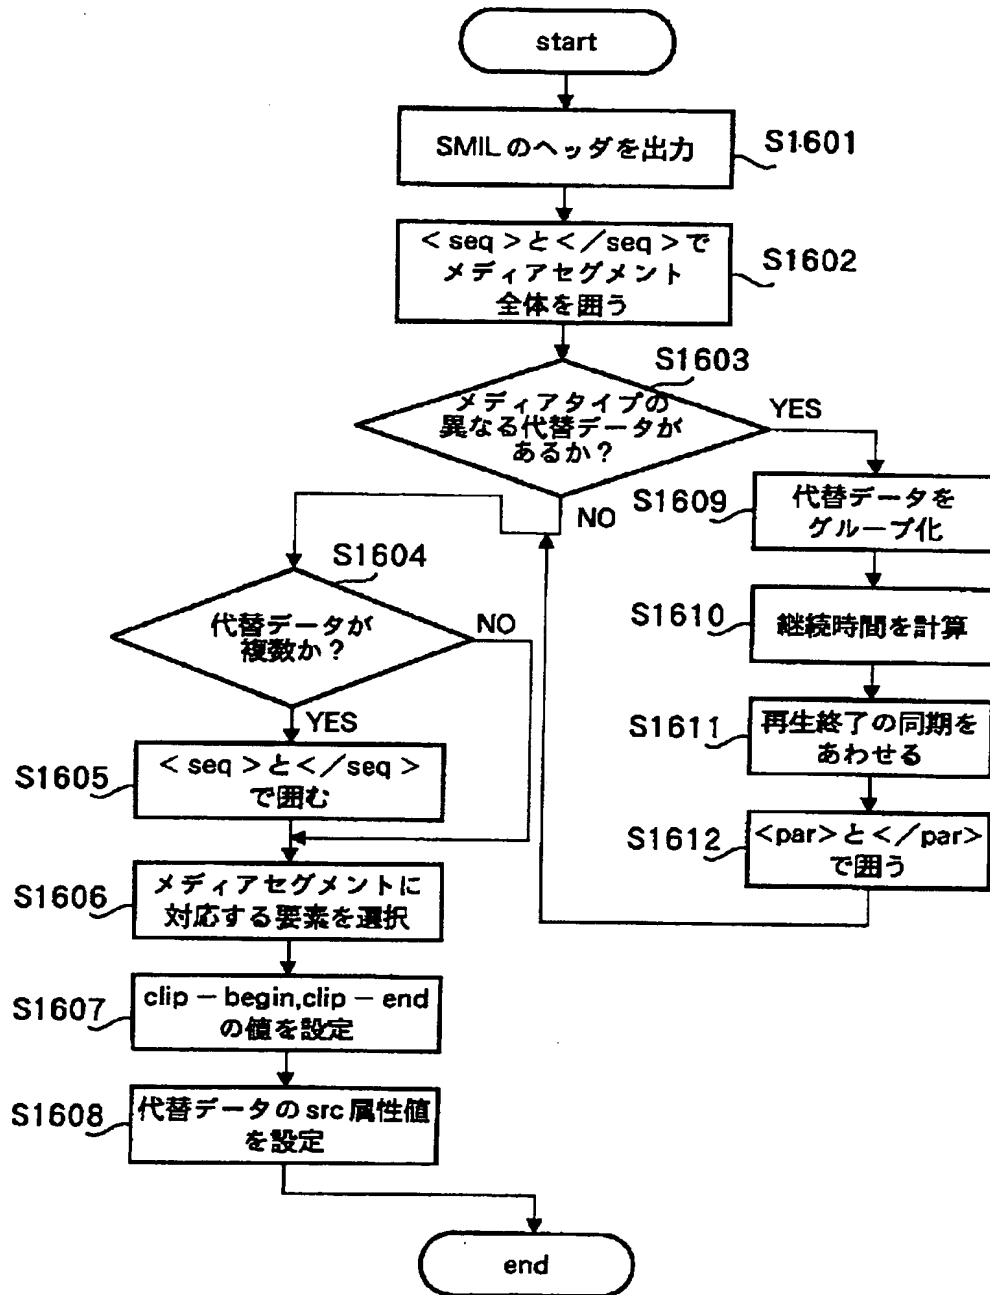 start
SMILのヘッダを出力
S1601
<seq>と</seq>で
メディアセグメント
全体を囲う
S1602
S1603
メディアタイプの
異なる代替データが
あるか?
YES
NO
S1609
代替データを
グループ化
S1604
代替データが
複数か?
NO
YES
S1610
継続時間を計算
S1611
再生終了の同期を
あわせる
S1605
<seq>と</seq>
で囲む
S1612
<par>と</par>
で囲う
S1606
メディアセグメントに
対応する要素を選択
S1607
clip-begin,clip-end
の値を設定
S1608
代替データのsrc属性値
を設定
end